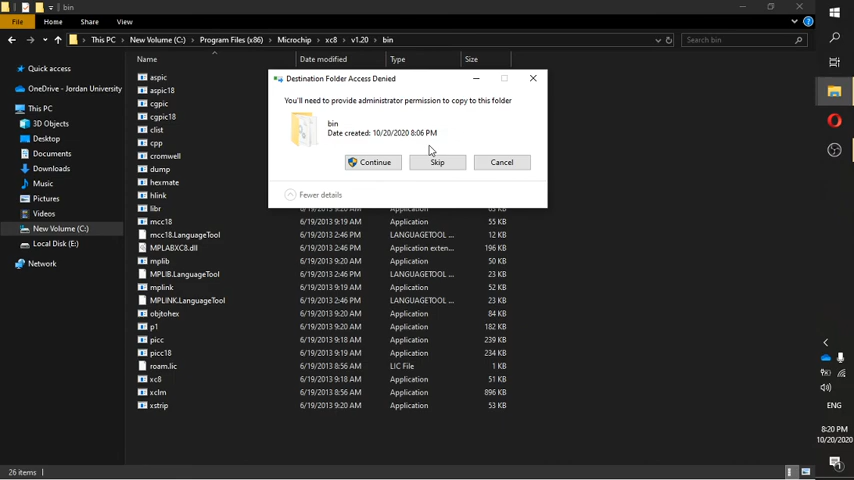 bin
File Home Share View
This PC > New Volume (C:) > Program Files (x86) > Microchip > xc8 > v1.20 > bin
Search bin
Name Date modified Type Size
Quick access
OneDrive - Jordan University
This PC
3D Objects
Desktop
Documents
Downloads
Music
Pictures
Videos
New Volume (C:)
Local Disk (E:)
Network
aspic
aspic18
cgpic
cgpic18
clist
cpp
cromwell
dump
hexmate
hlink
libr 6/19/2013 9:20 AM Application 63 KB
mcc18 6/19/2013 9:19 AM Application 55 KB
mcc18.LanguageTool 6/19/2013 2:46 PM LANGUAGETOOL ... 12 KB
MPLABXC8.dll 6/19/2013 2:46 PM Application exten... 196 KB
mplib 6/19/2013 9:20 AM Application 50 KB
MPLIB.LanguageTool 6/19/2013 2:46 PM LANGUAGETOOL ... 23 KB
mplink 6/19/2013 9:19 AM Application 52 KB
MPLINK.LanguageTool 6/19/2013 2:46 PM LANGUAGETOOL ... 23 KB
objtohex 6/19/2013 9:20 AM Application 84 KB
p1 6/19/2013 9:20 AM Application 182 KB
picc 6/19/2013 9:18 AM Application 239 KB
picc18 6/19/2013 9:19 AM Application 234 KB
roam.lic 6/19/2013 9:20 AM LIC File 1 KB
xc8 6/19/2013 9:18 AM Application 51 KB
xclm 6/19/2013 9:20 AM Application 896 KB
xstrip 6/19/2013 9:20 AM Application 53 KB
Destination Folder Access Denied
You'll need to provide administrator permission to copy to this folder
bin
Date created: 10/20/2020 8:06 PM
Continue Skip Cancel
Fewer details
26 items
ENG
8:20 PM
10/20/2020